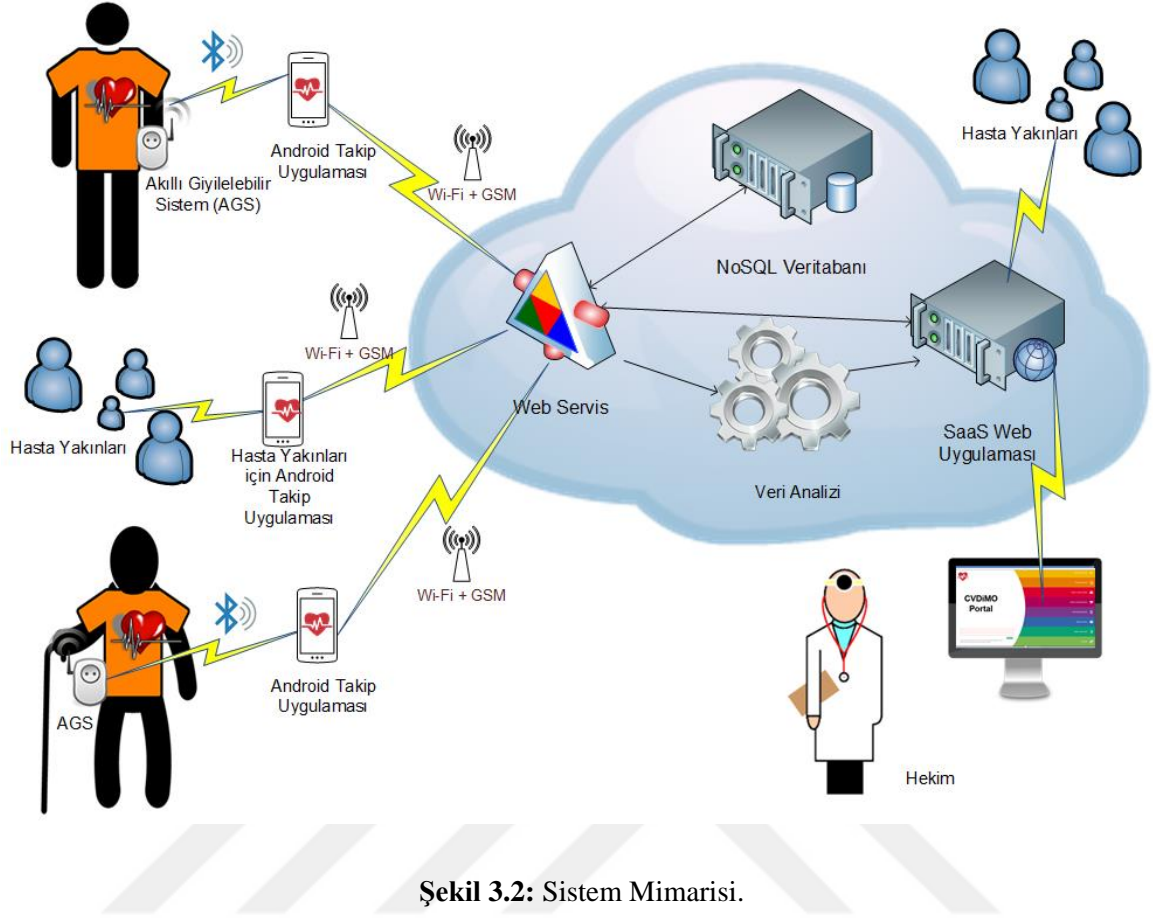 Android Takip
Uygulaması
Wi-Fi + GSM
Akıllı Giyilelebilir
Sistem (AGS)
Hasta Yakınları
NoSQL Veritabanı
Wi-Fi + GSM
Web Servis
Hasta Yakınları
Hasta Yakınları
için Android
Takip
Uygulaması
SaaS Web
Uygulaması
Veri Analizi
Wi-Fi + GSM
AGS
Android Takip
Uygulaması
CVDiMO
Portal
Hekim
Şekil 3.2: Sistem Mimarisi.